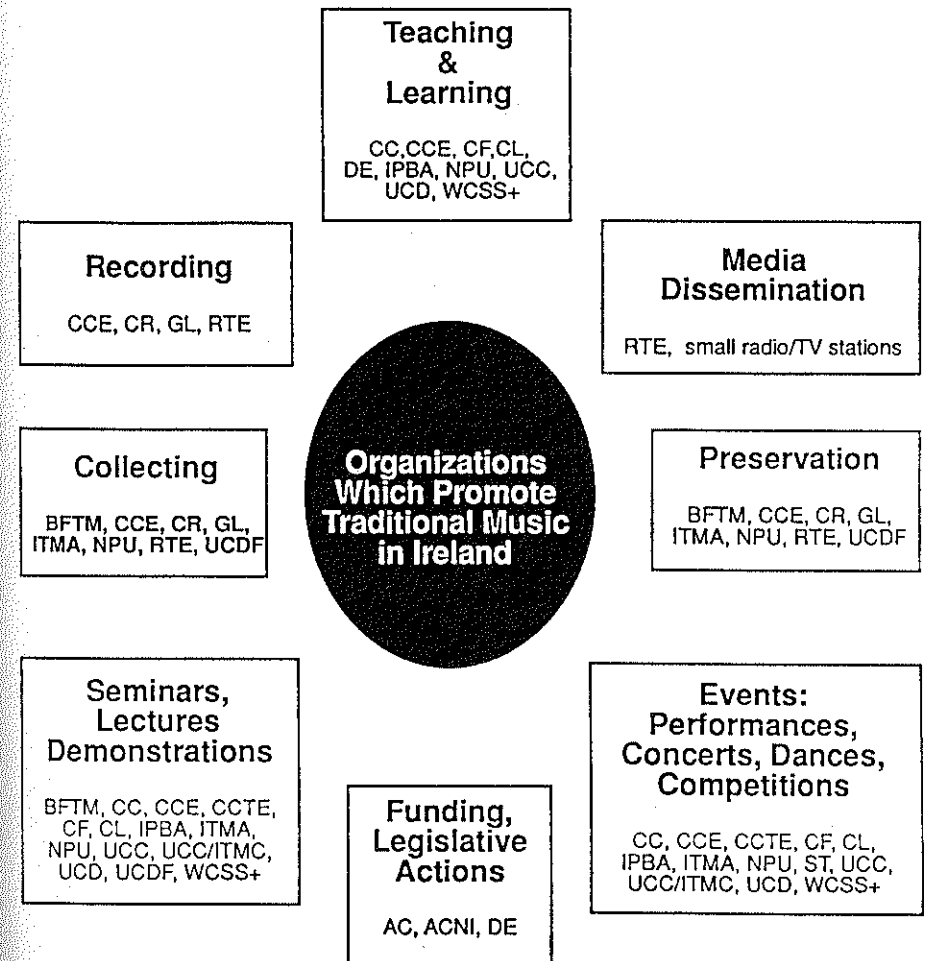 Teaching
&
Learning
CC,CCE, CF,CL,
DE, IPBA, NPU, UCC,
UCD, WCSS+
Recording
CCE, CR, GL, RTE
Media
Dissemination
RTE, small radio/TV stations
Collecting
BFTM, CCE, CR, GL,
ITMA, NPU, RTE, UCDF
Organizations
Which Promote
Traditional Music
in Ireland
Preservation
BFTM, CCE, CR, GL,
ITMA, NPU, RTE, UCDF
Seminars,
Lectures
Demonstrations
BFTM, CC, CCE, CCTE,
CF, CL, IPBA, ITMA,
NPU, UCC, UCC/ITMC,
UCD, UCDF, WCSS+
Funding,
Legislative
Actions
AC, ACNI, DE
Events:
Performances,
Concerts, Dances,
Competitions
CC, CCE, CCTE, CF, CL,
IPBA, ITMA, NPU, ST, UCC,
UCC/ITMC, UCD, WCSS+